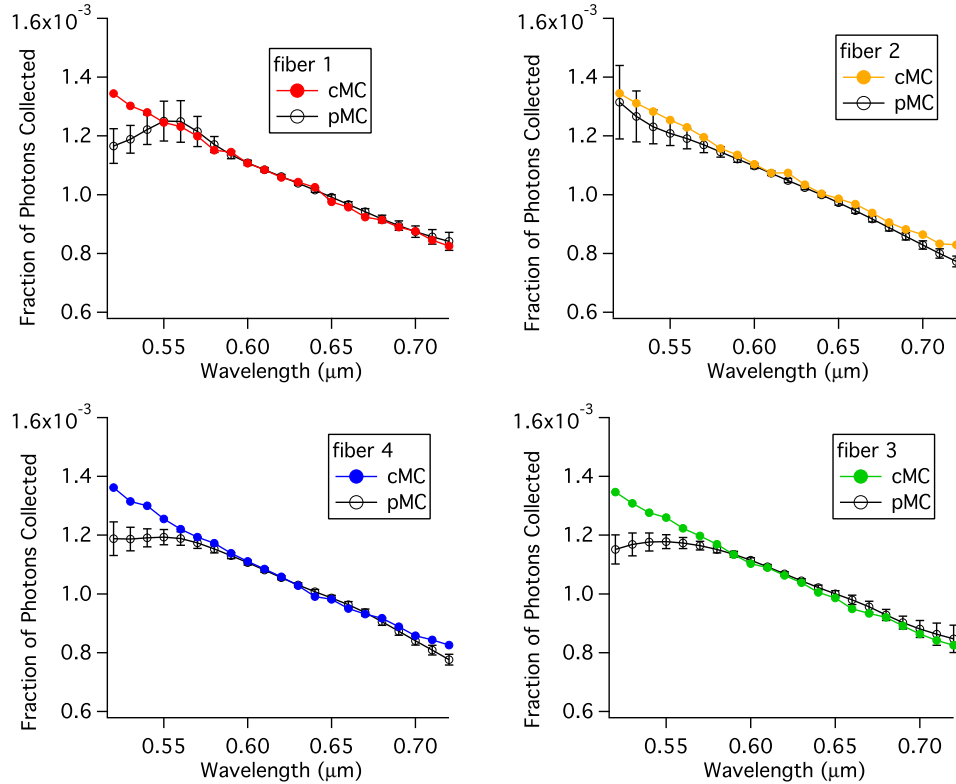 1.6x10-3
1.4
1.2
1.0
0.8
0.6
Fraction of Photons Collected
fiber 1
cMC
pMC
0.55 0.60 0.65 0.70
Wavelength (μm)
1.6x10-3
1.4
1.2
1.0
0.8
0.6
Fraction of Photons Collected
fiber 2
cMC
pMC
0.55 0.60 0.65 0.70
Wavelength (μm)
1.6x10-3
1.4
1.2
1.0
0.8
0.6
Fraction of Photons Collected
fiber 4
cMC
pMC
0.55 0.60 0.65 0.70
Wavelength (μm)
1.6x10-3
1.4
1.2
1.0
0.8
0.6
Fraction of Photons Collected
fiber 3
cMC
pMC
0.55 0.60 0.65 0.70
Wavelength (μm)